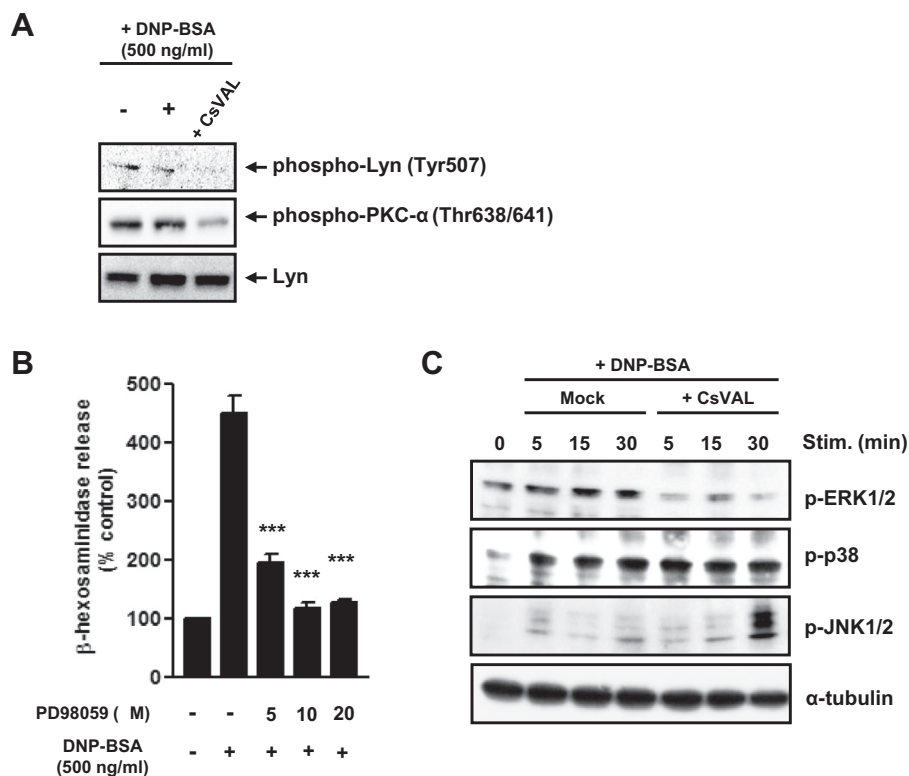 A
+ DNP-BSA
(500 ng/ml)
- + + CsVAL
phospho-Lyn (Tyr507)
phospho-PKC-α (Thr638/641)
Lyn
B
β-hexosaminidase release
(% control)
500
400
300
200
100
0
***
***
***
PD98059 ( M) - - 5 10 20
DNP-BSA - + + + +
(500 ng/ml)
C
+ DNP-BSA
Mock + CsVAL
0 5 15 30 5 15 30 Stim. (min)
p-ERK1/2
p-p38
p-JNK1/2
α-tubulin